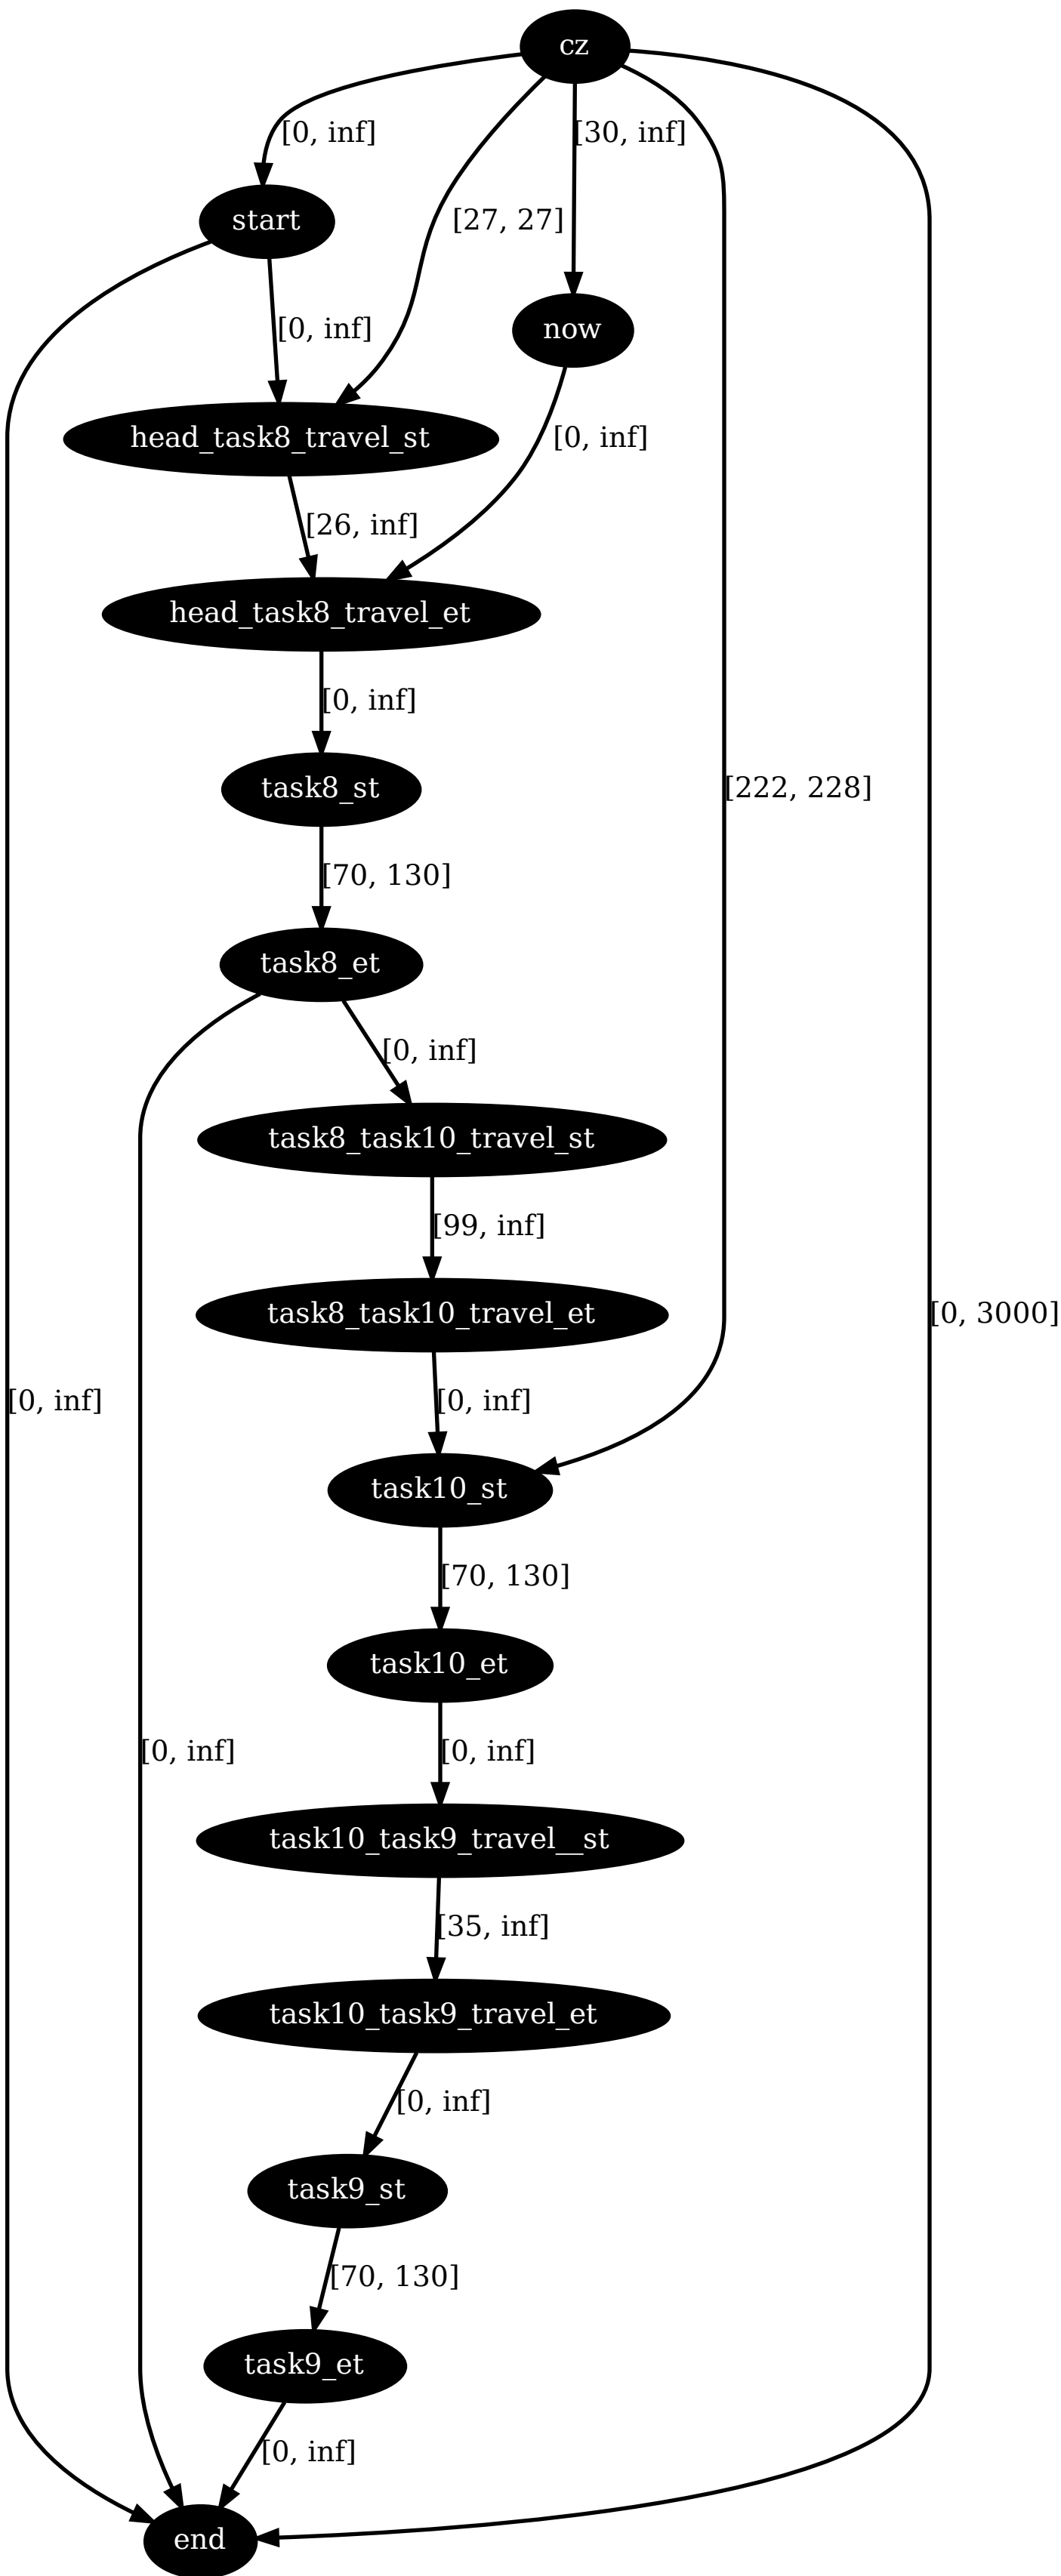 cz
[0, inf]
[30, inf]
start
[27, 27]
[0, inf]
now
head_task8_travel_st
[0, inf]
[26, inf]
head_task8_travel_et
[0, inf]
task8_st
[222, 228]
[70, 130]
task8_et
[0, inf]
task8_task10_travel_st
[99, inf]
task8_task10_travel_et
[0, 3000]
[0, inf]
[0, inf]
task10_st
[70, 130]
task10_et
[0, inf]
[0, inf]
task10_task9_travel__st
[35, inf]
task10_task9_travel_et
[0, inf]
task9_st
[70, 130]
task9_et
[0, inf]
end